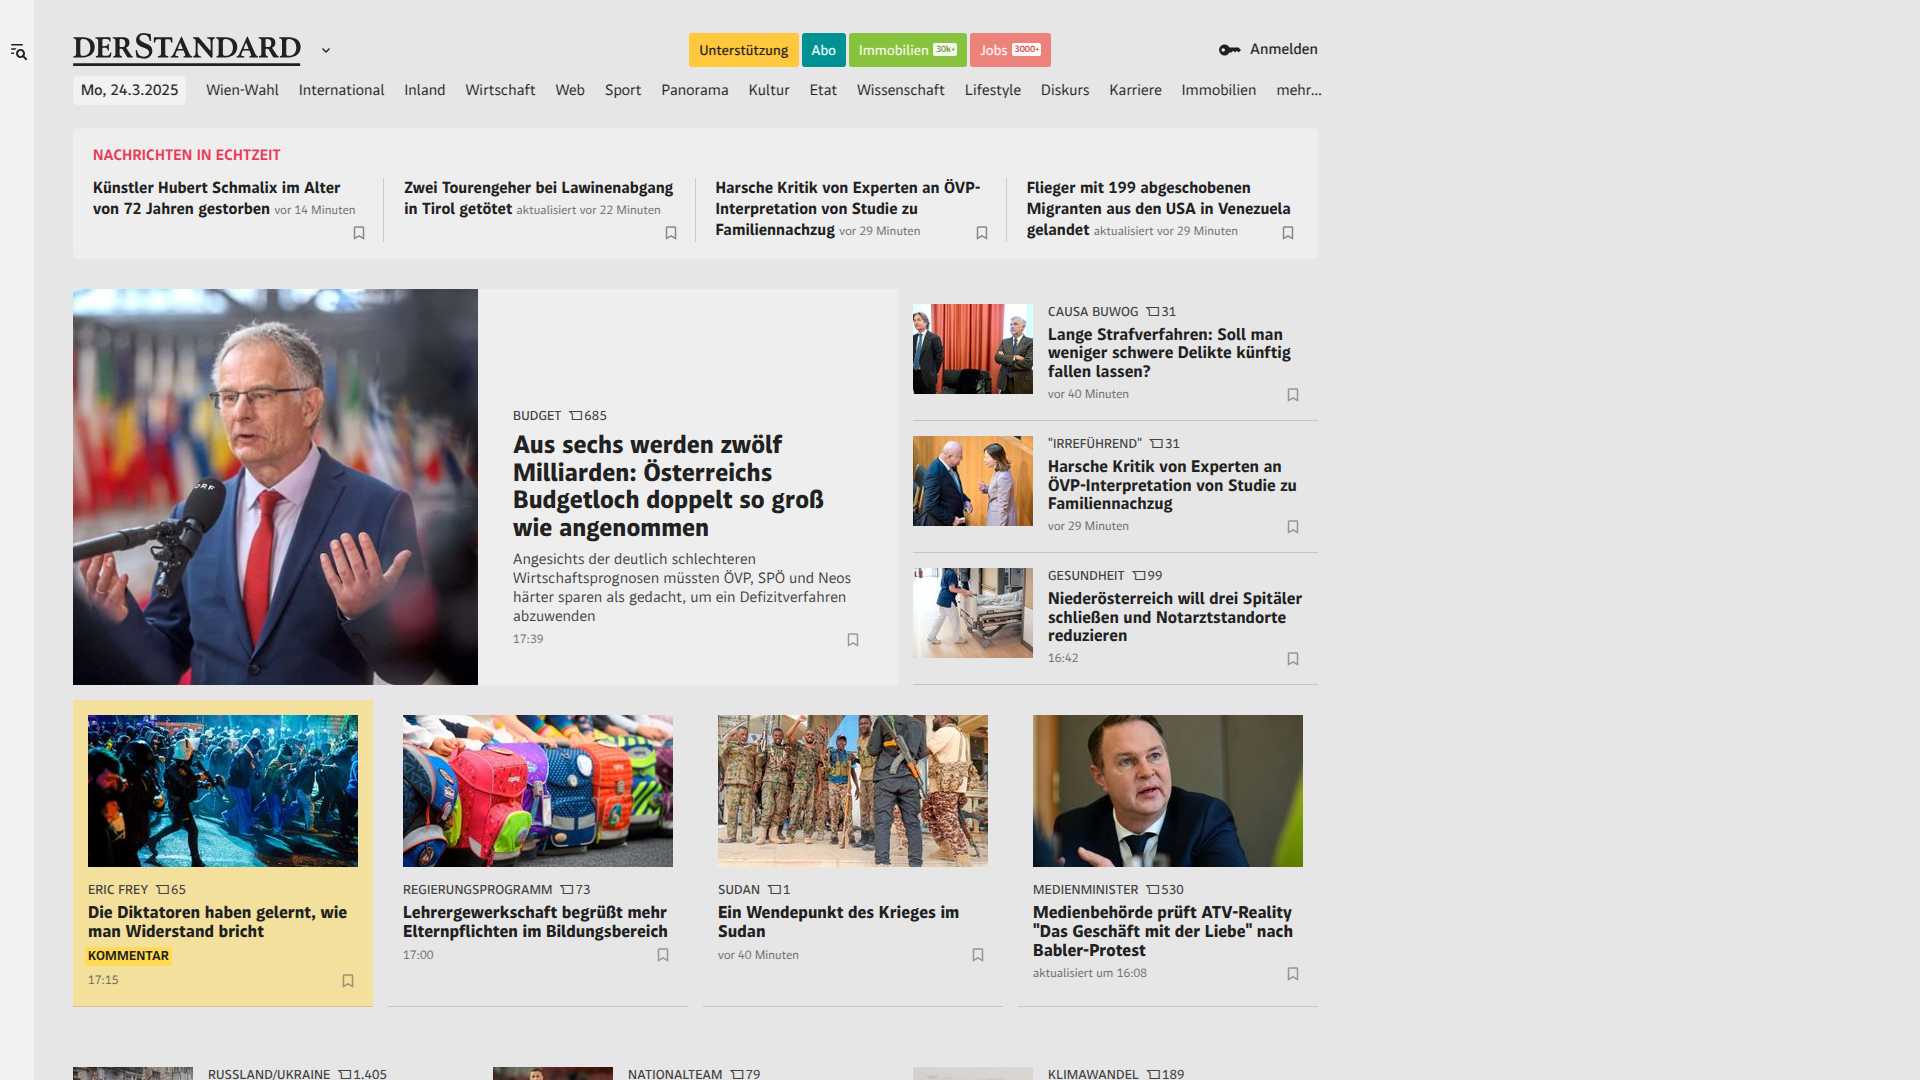 DERSTANDARD
Unterstützung
Abo
Immobilien 30k+
Jobs 3000+
Anmelden
Mo, 24.3.2025
Wien-Wahl
International
Inland
Wirtschaft
Web
Sport
Panorama
Kultur
Etat
Wissenschaft
Lifestyle
Diskurs
Karriere
Immobilien
mehr...
NACHRICHTEN IN ECHTZEIT
Künstler Hubert Schmalix im Alter
von 72 Jahren gestorben vor 14 Minuten
Zwei Tourengeher bei Lawinenabgang
in Tirol getötet aktualisiert vor 22 Minuten
Harsche Kritik von Experten an ÖVP-
Interpretation von Studie zu
Familiennachzug vor 29 Minuten
Flieger mit 199 abgeschobenen
Migranten aus den USA in Venezuela
gelandet aktualisiert vor 29 Minuten
ORF
BUDGET 685
Aus sechs werden zwölf
Milliarden: Österreichs
Budgetloch doppelt so groß
wie angenommen
Angesichts der deutlich schlechteren
Wirtschaftsprognosen müssten ÖVP, SPÖ und Neos
härter sparen als gedacht, um ein Defizitverfahren
abzuwenden
17:39
CAUSA BUWOG 31
Lange Strafverfahren: Soll man
weniger schwere Delikte künftig
fallen lassen?
vor 40 Minuten
"IRREFÜHREND" 31
Harsche Kritik von Experten an
ÖVP-Interpretation von Studie zu
Familiennachzug
vor 29 Minuten
GESUNDHEIT 99
Niederösterreich will drei Spitäler
schließen und Notarztstandorte
reduzieren
16:42
ERIC FREY 65
Die Diktatoren haben gelernt, wie
man Widerstand bricht
KOMMENTAR
17:15
REGIERUNGSPROGRAMM 73
Lehrergewerkschaft begrüßt mehr
Elternpflichten im Bildungsbereich
17:00
SUDAN 1
Ein Wendepunkt des Krieges im
Sudan
vor 40 Minuten
MEDIENMINISTER 530
Medienbehörde prüft ATV-Reality
"Das Geschäft mit der Liebe" nach
Babler-Protest
aktualisiert um 16:08
RUSSLAND/UKRAINE 1.405
NATIONALTEAM 79
KLIMAWANDEL 189